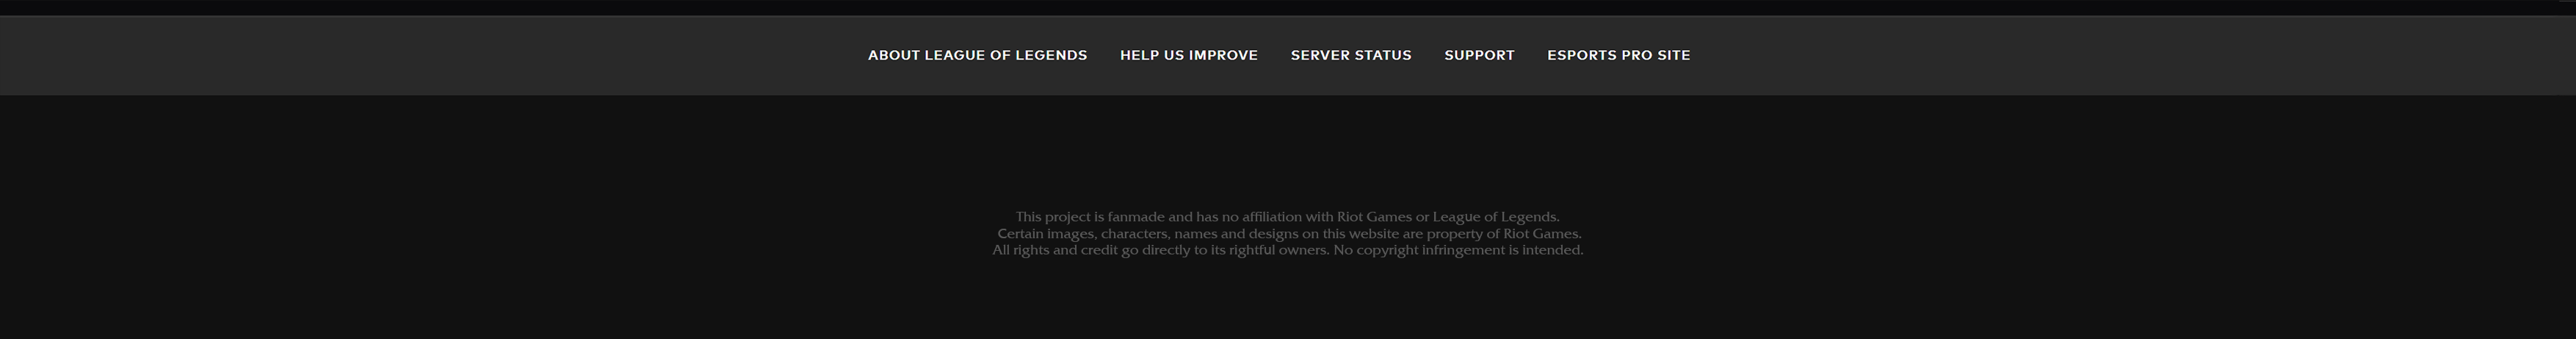 ABOUT LEAGUE OF LEGENDS HELP US IMPROVE SERVER STATUS SUPPORT ESPORTS PRO SITE
This project is fanmade and has no affiliation with Riot Games or League of Legends.
Certain images, characters, names and designs on this website are property of Riot Games.
All rights and credit go directly to its rightful owners. No copyright infringement is intended.